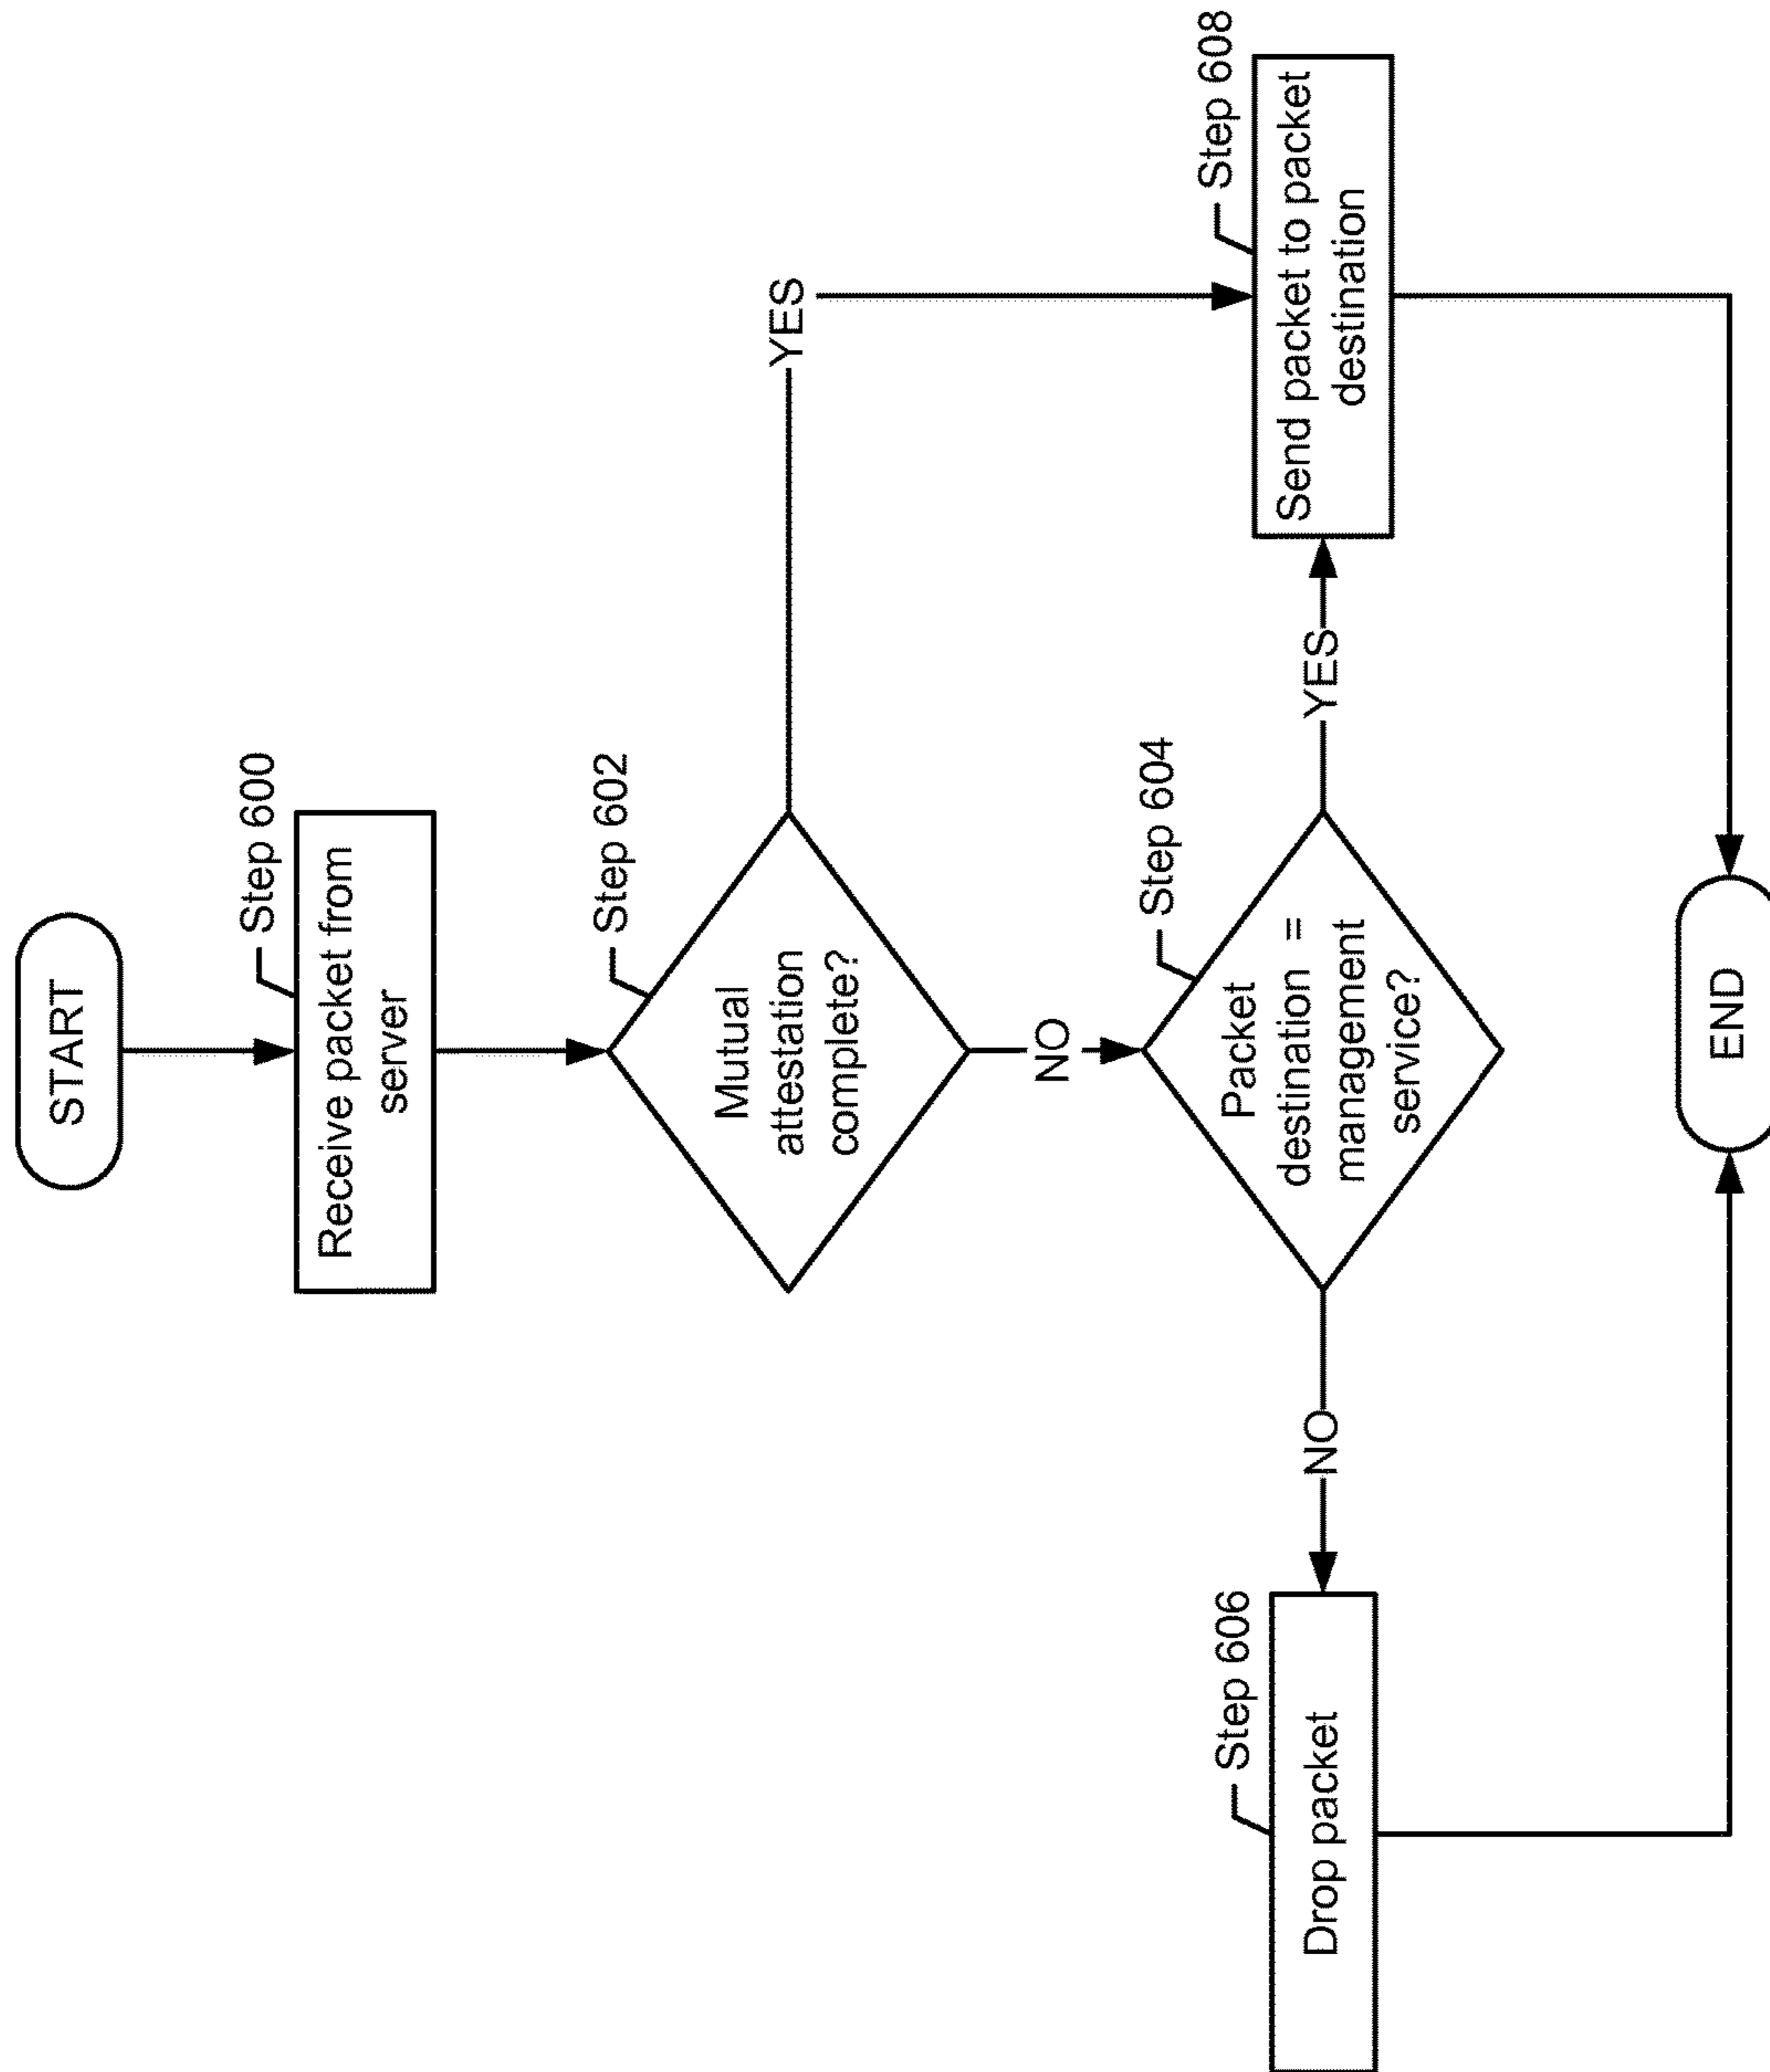 START
Step 600
Receive packet from
server
Step 602
Mutual
attestation
complete?
YES
NO
Step 604
Packet
destination =
management
service?
NO
YES
Step 606
Drop packet
Step 608
Send packet to packet
destination
END